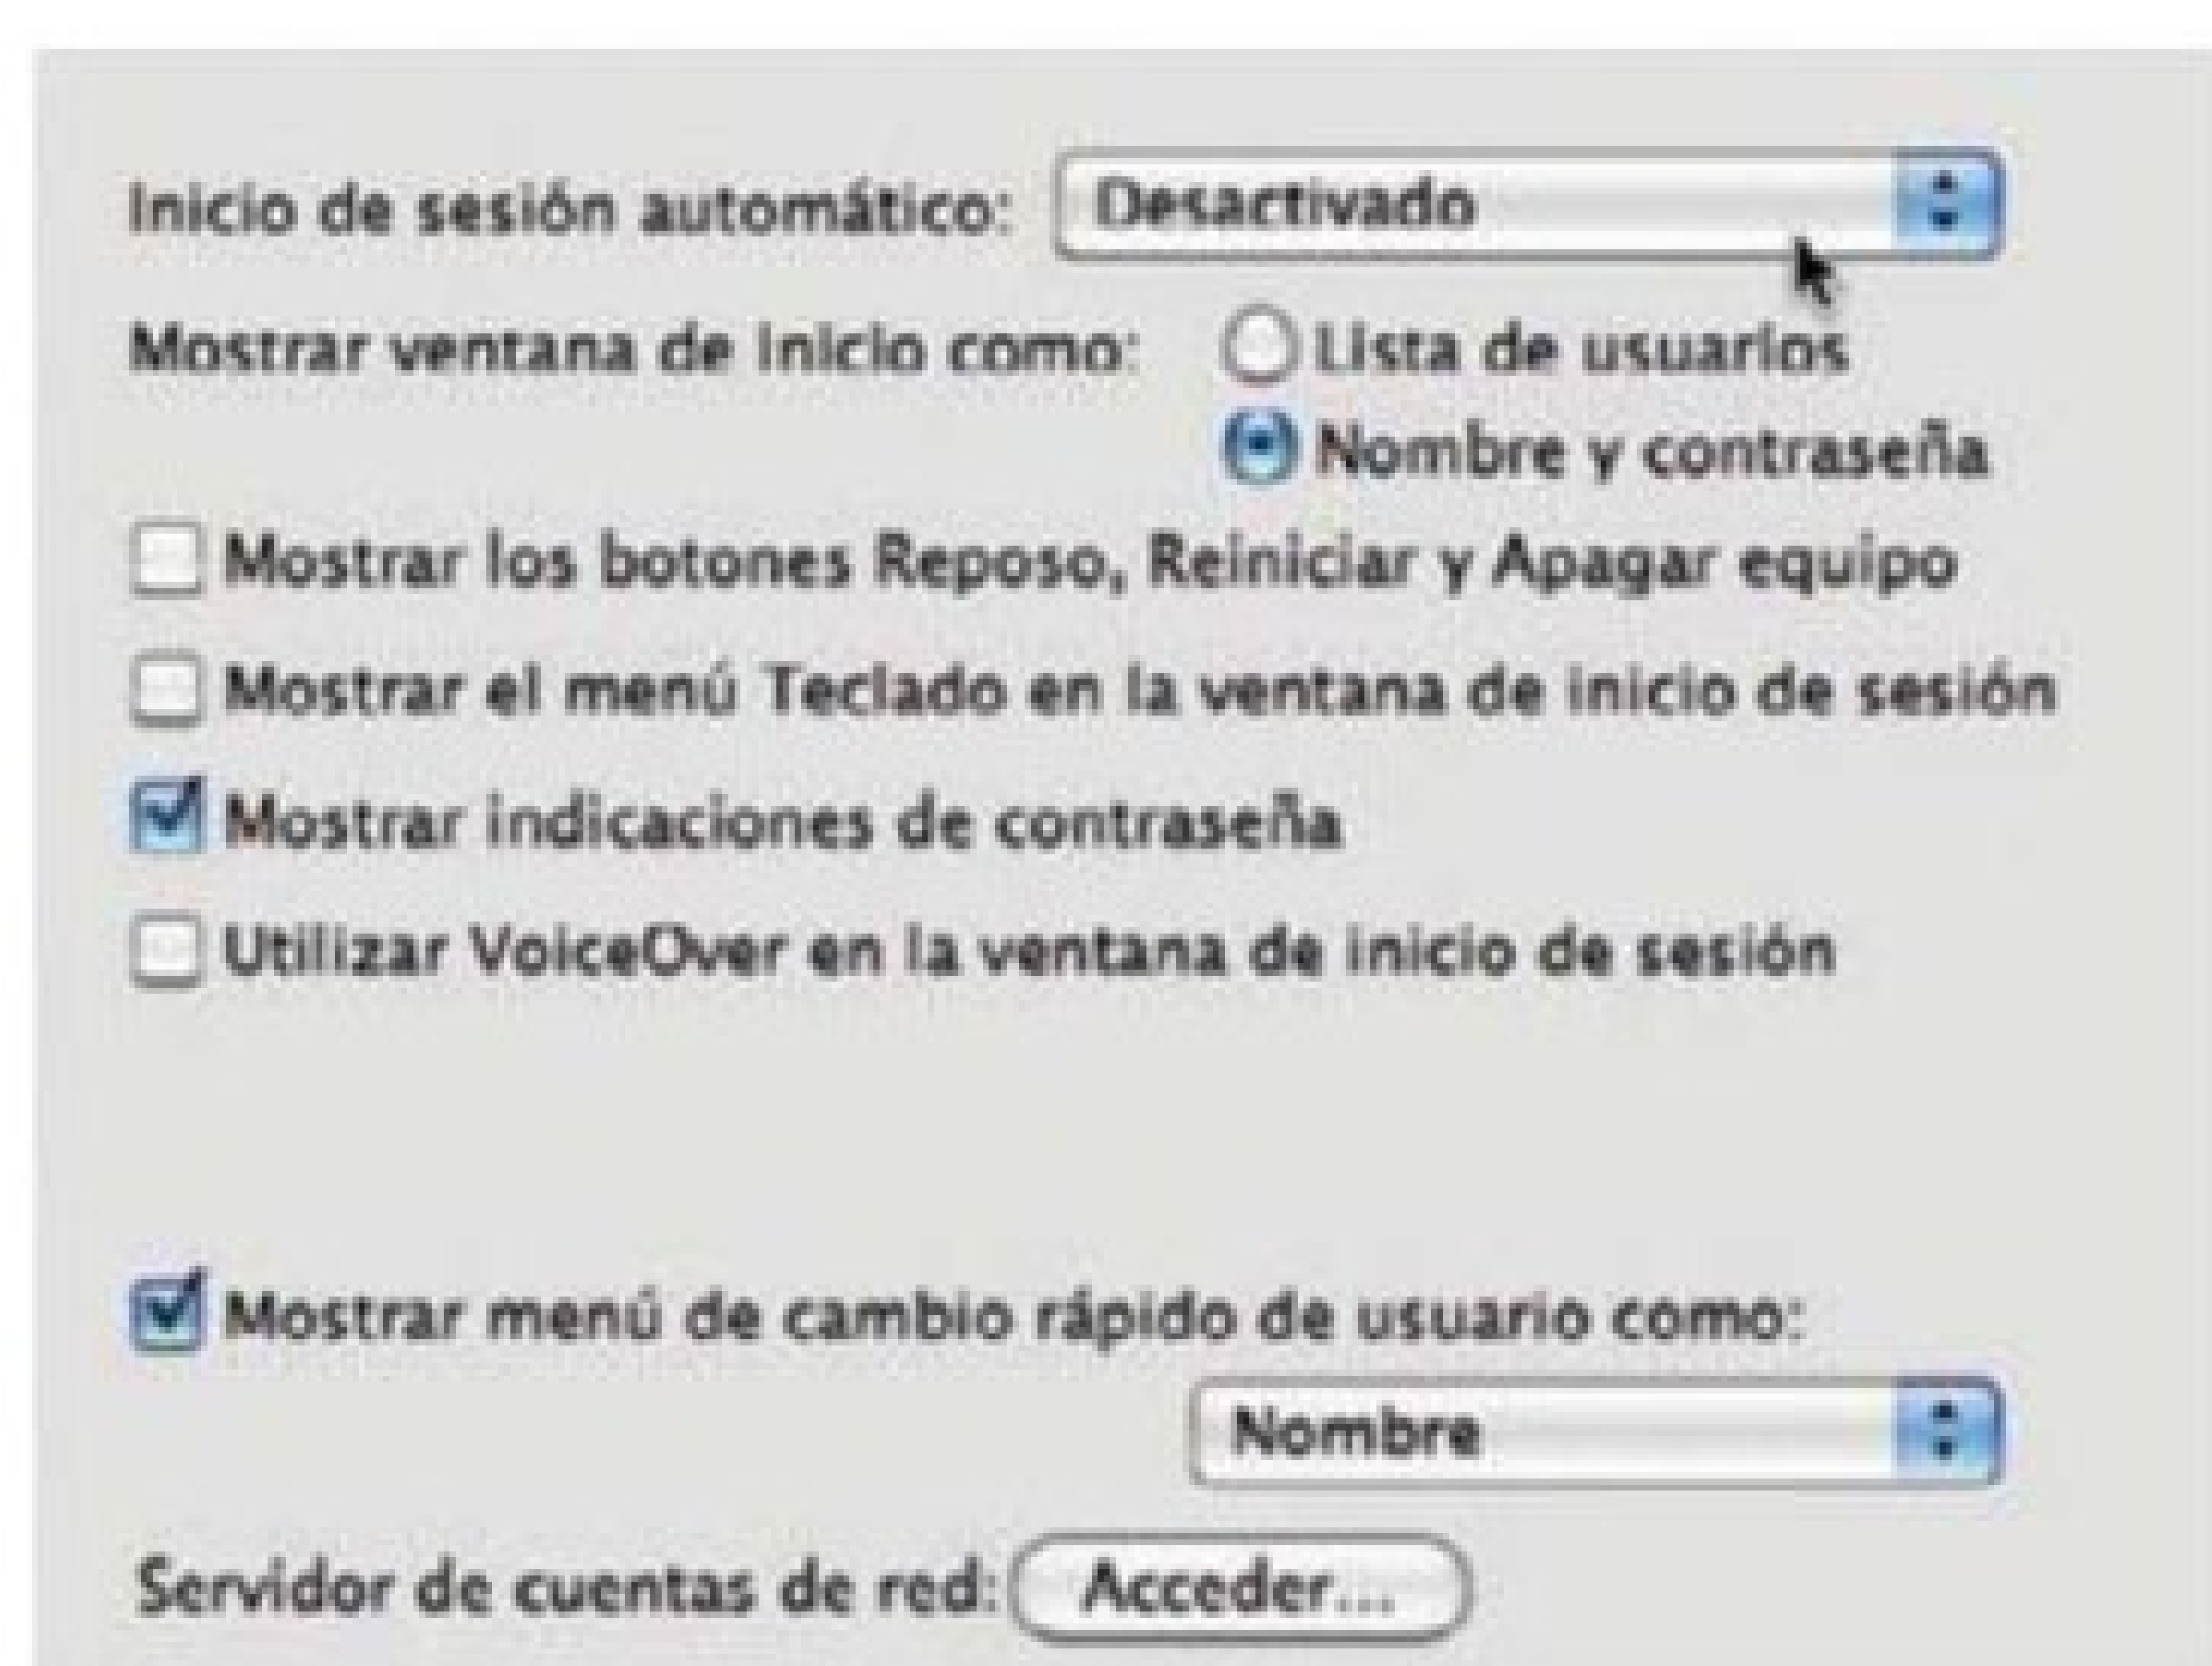 Inicio de sesión automático: Desactivado
Mostrar ventana de inicio como: Lista de usuarios
Nombre y contraseña
Mostrar los botones Reposo, Reiniciar y Apagar equipo
Mostrar el menú Teclado en la ventana de inicio de sesión
Mostrar indicaciones de contraseña
Utilizar VoiceOver en la ventana de inicio de sesión
Mostrar menú de cambio rápido de usuario como:
Nombre
Servidor de cuentas de red: Acceder...